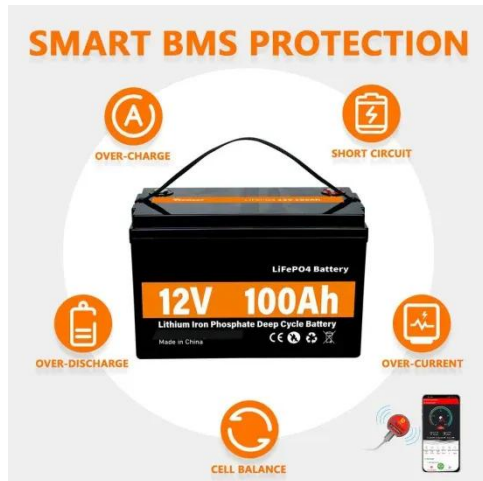 SMART BMS PROTECTION
OVER-CHARGE
SHORT CIRCUIT
LiFePO4 Battery
12V 100Ah
Lithium Iron Phosphate Deep Cycle Battery
Made in China
CE
OVER-DISCHARGE
OVER-CURRENT
CELL BALANCE